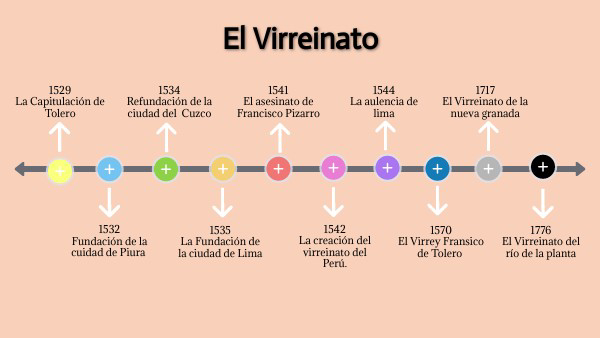 El Virreinato
1529
La Capitulación de
Tolero
1534
Refundación de la
ciudad del Cuzco
1541
El asesinato de
Francisco Pizarro
1544
La aulencia de
lima
1717
El Virreinato de la
nueva granada
1532
Fundación de la
cuidad de Piura
1535
La Fundación de
la ciudad de Lima
1542
La creación del
virreinato del
Perú.
1570
El Virrey Fransico
de Tolero
1776
El Virreinato del
río de la planta